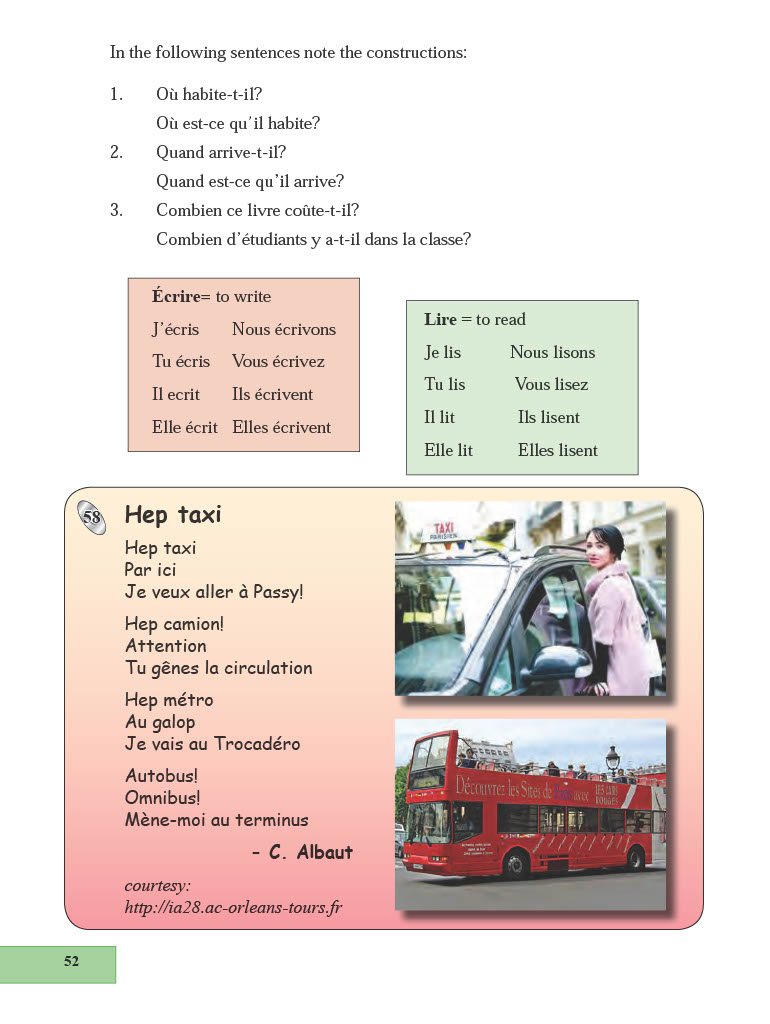 In the following sentences note the constructions:
1. Où habite-t-il?
Où est-ce qu'il habite?
2. Quand arrive-t-il?
Quand est-ce qu'il arrive?
3. Combien ce livre coûte-t-il?
Combien d'étudiants y a-t-il dans la classe?
Écrire= to write
J'écris Nous écrivons
Tu écris Vous écrivez
Il ecrit Ils écrivent
Elle écrit Elles écrivent
Lire = to read
Je lis Nous lisons
Tu lis Vous lisez
Il lit Ils lisent
Elle lit Elles lisent
58 Hep taxi
Hep taxi
Par ici
Je veux aller à Passy!
Hep camion!
Attention
Tu gênes la circulation
Hep métro
Au galop
Je vais au Trocadéro
Autobus!
Omnibus!
Mène-moi au terminus
- C. Albaut
courtesy:
http://ia28.ac-orleans-tours.fr
TAXI
PARISIEN
Découvrez les Sites de Paris avec LES CARS
ROUGES
52